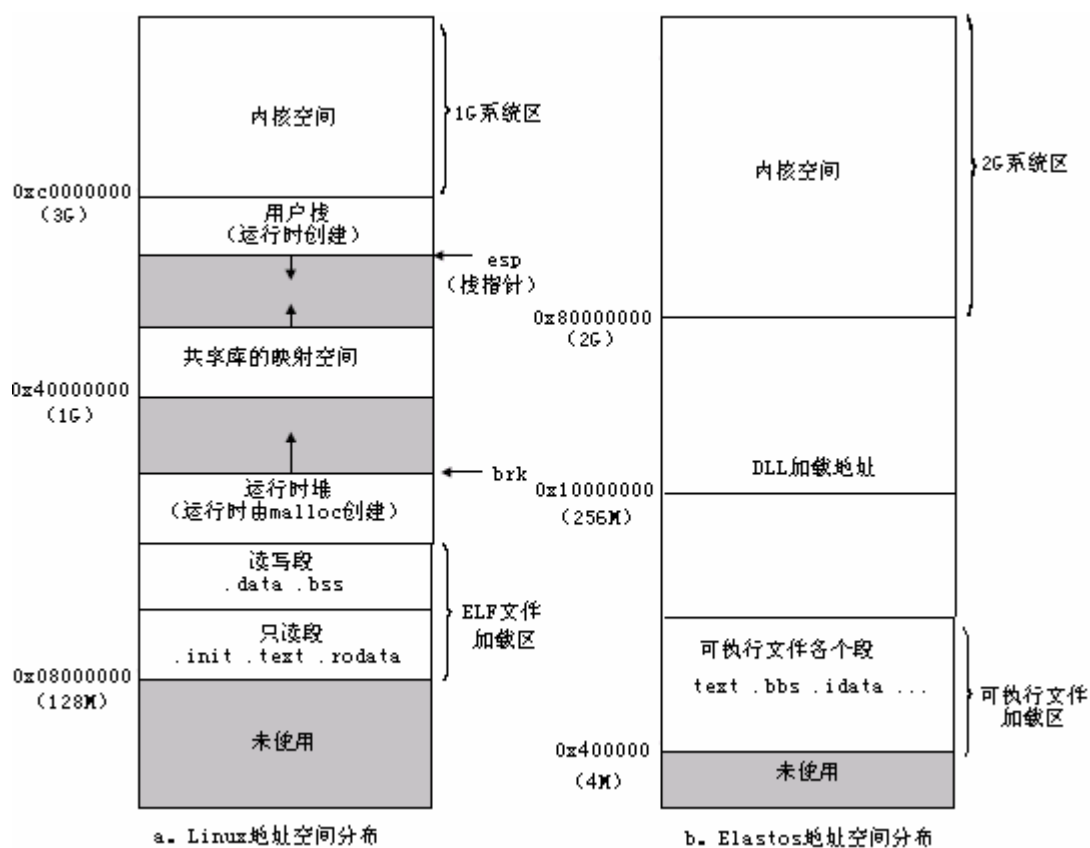 内核空间
1G系统区
0xc0000000
(3G)
用户栈
(运行时创建)
esp
(栈指针)
共享库的映射空间
0x40000000
(1G)
brk
运行时堆
(运行时由malloc创建)
读写段
.data .bss
ELF文件
加载区
只读段
.init .text .rodata
0x08000000
(128M)
未使用
a. Linux地址空间分布
内核空间
2G系统区
0x80000000
(2G)
DLL加载地址
0x10000000
(256M)
可执行文件各个段
text .bbs .idata ...
可执行文件
加载区
0x400000
(4M)
未使用
b. Elastos地址空间分布